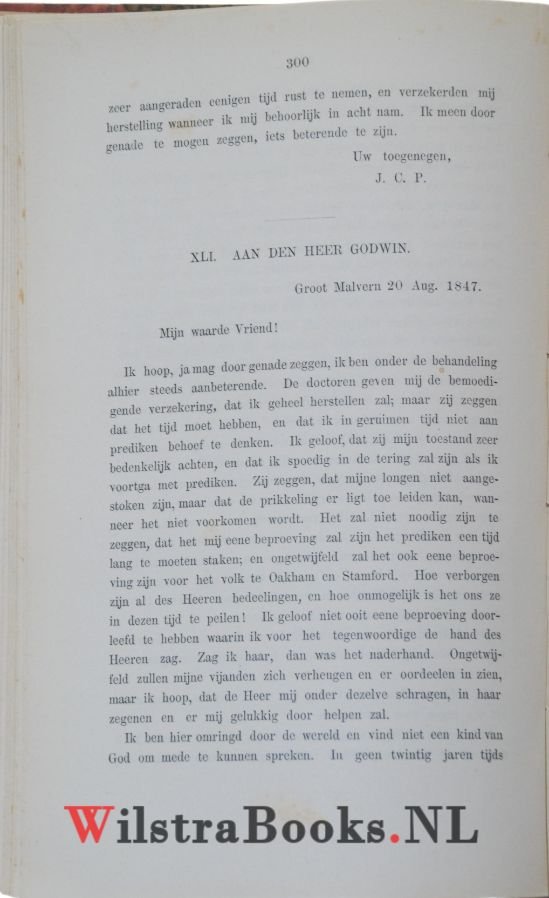 300
zeer aangeraden eenigen tijd rust te nemen, en verzekerden mij
herstelling wanneer ik mij behoorlijk in acht nam. Ik meen door
genade te mogen zeggen, iets beterende te zijn.
Uw toegenegen,
J. C. P.
XLI. AAN DEN HEER GODWIN.
Groot Malvern 20 Aug. 1847.
Mijn waarde Vriend!
Ik hoop, ja mag door genade zeggen, ik ben onder de behandeling
alhier steeds aanbeterende. De doctoren geven mij de bemoedi-
gende verzekering, dat ik geheel herstellen zal; maar zij zeggen
dat het tijd moet hebben, en dat ik in geruimen tijd niet aan
prediken behoef te denken. Ik geloof, dat zij mijn toestand zeer
bedenkelijk achten, en dat ik spoedig in de tering zal zijn als ik
voortga met prediken. Zij zeggen, dat mijne longen niet aange-
stoken zijn, maar dat de prikkeling er ligt toe leiden kan, wan-
neer het niet voorkomen wordt. Het zal niet noodig zijn te
zeggen, dat het mij eene beproeving zal zijn het prediken een tijd
lang te moeten staken; en ongetwijfeld zal het ook eene beproe-
ving zijn voor het volk te Oakham en Stamford. Hoe verborgen
zijn al des Heeren bedeelingen, en hoe onmogelijk is het ons ze
in dezen tijd te peilen! Ik geloof niet ooit eene beproeving door-
leefd te hebben waarin ik voor het tegenwoordige de hand des
Heeren zag. Zag ik haar, dan was het naderhand. Ongetwij-
feld zullen mijne vijanden zich verheugen en er oordeelen in zien,
maar ik hoop, dat de Heer mij onder dezelve schragen, in haar
zegenen en er mij gelukkig door helpen zal.
Ik ben hier omringd door de wereld en vind niet een kind van
God om mede te kunnen spreken. In geen twintig jaren tijds
WilstraBooks.NL